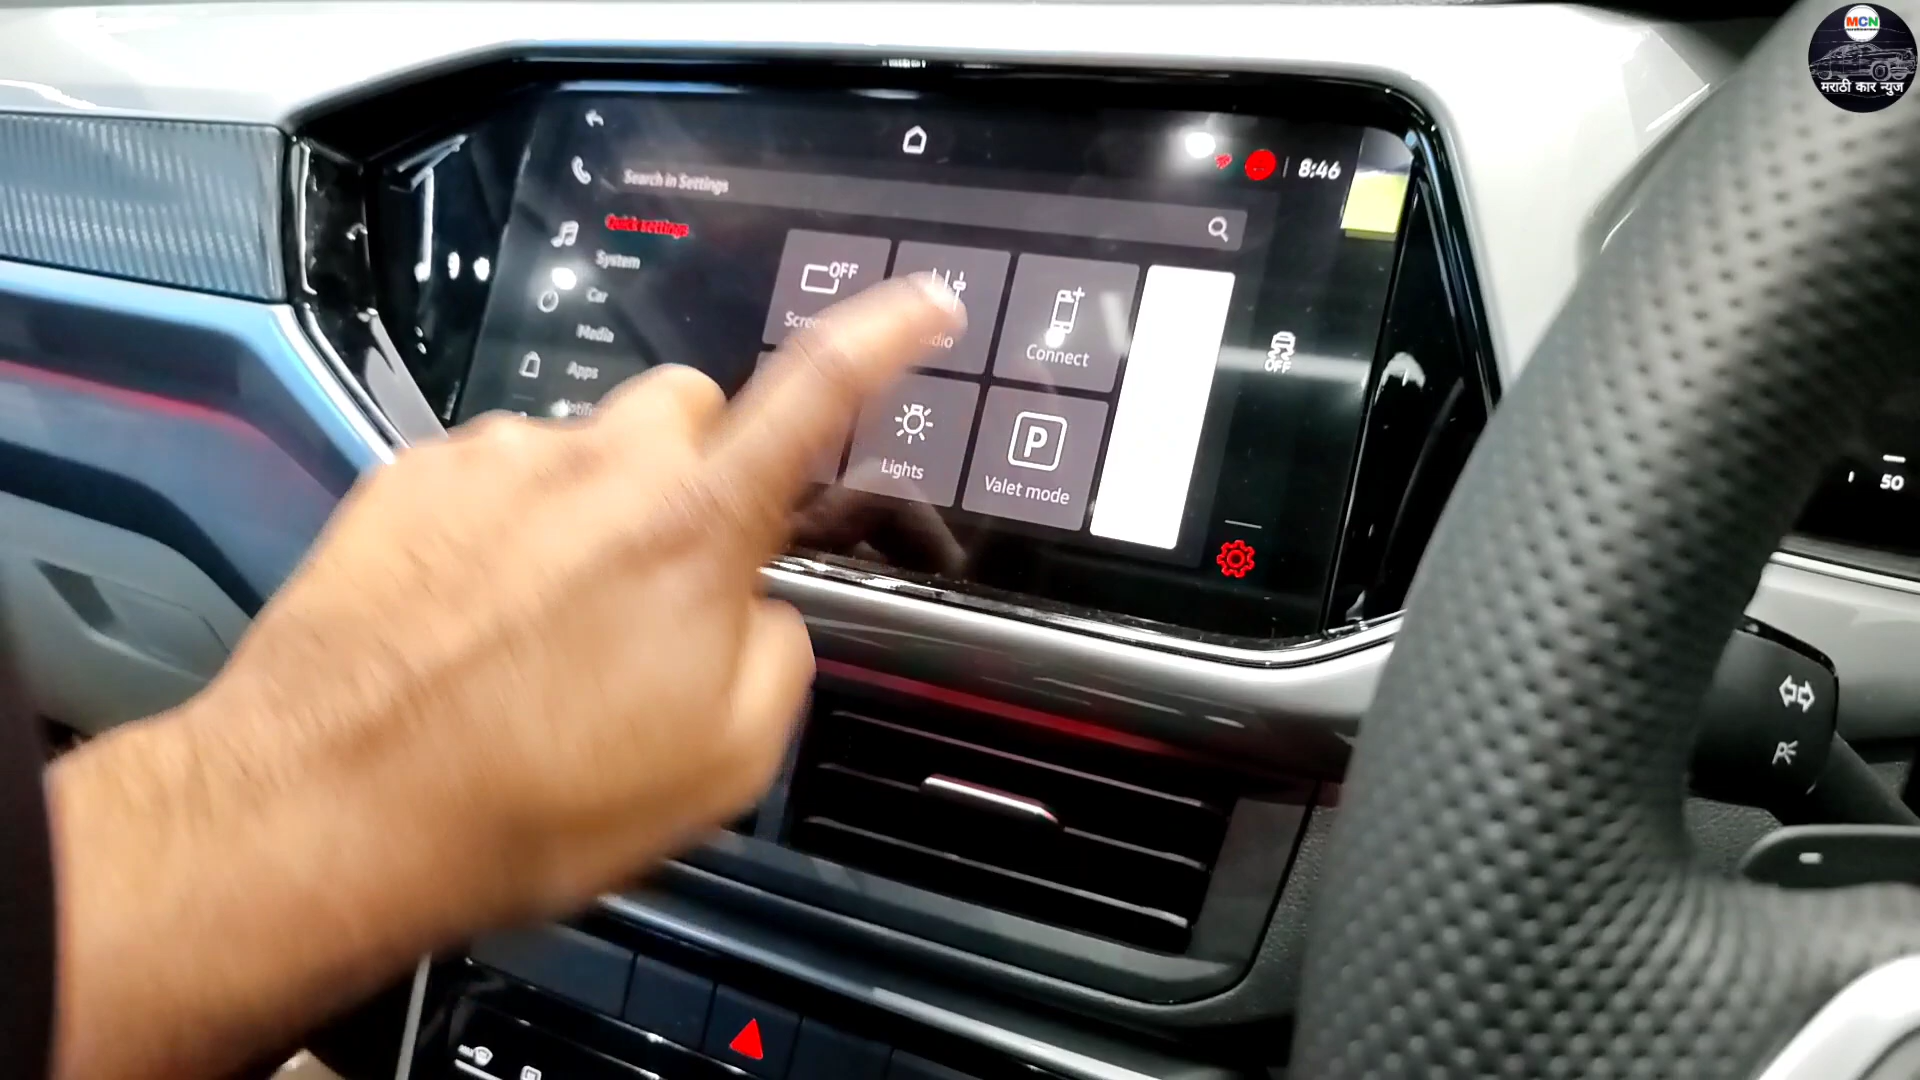 MCN
मराठी कार न्युज
8:46
Search in Settings
Quick settings
System
Car
Media
Apps
OFF
Connect
OFF
Lights
P
Valet mode
50